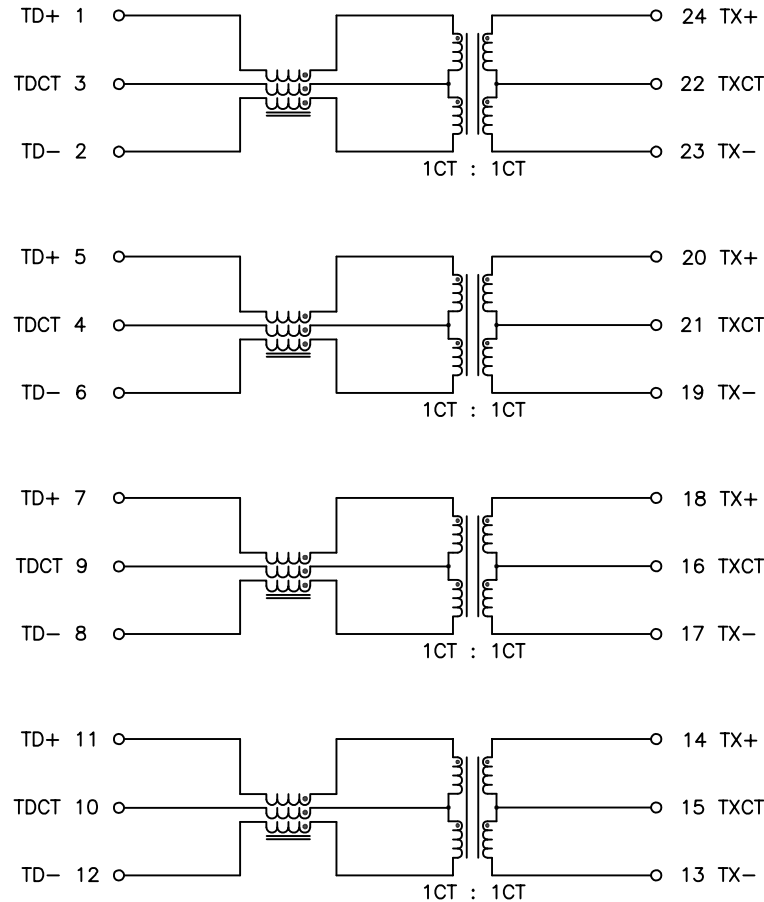 TD+ 1 24 TX+
TDCT 3 22 TXCT
TD− 2 23 TX−
1CT : 1CT
TD+ 5 20 TX+
TDCT 4 21 TXCT
TD− 6 19 TX−
1CT : 1CT
TD+ 7 18 TX+
TDCT 9 16 TXCT
TD− 8 17 TX−
1CT : 1CT
TD+ 11 14 TX+
TDCT 10 15 TXCT
TD− 12 13 TX−
1CT : 1CT